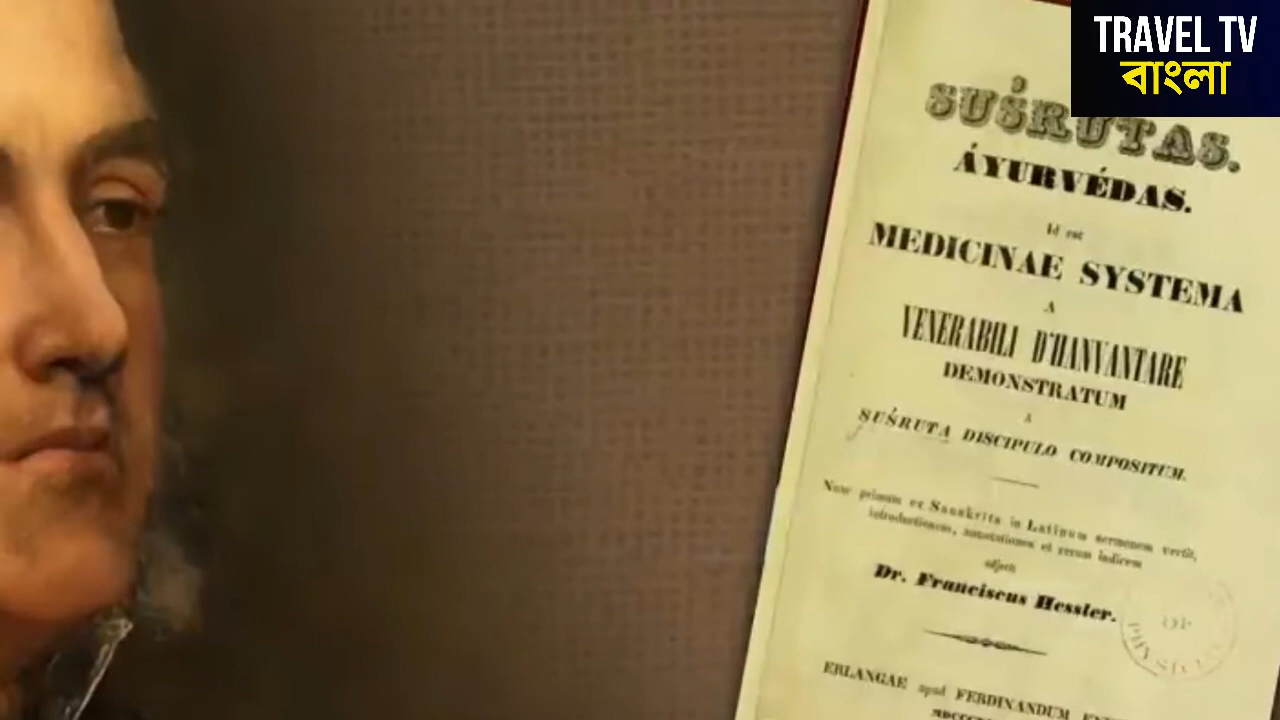 TRAVEL TV
বাংলা
SUŚRUTAS.
ÁYURVÉDAS.
Id est
MEDICINAE SYSTEMA
A
VENERABILI D'HANVANTARE
DEMONSTRATUM
A
SUŚRUTA DISCIPULO COMPOSITUM.
Nunc primum ex Sanskrita in Latinum sermonem vertit,
introductionem, annotationes et rerum indicem
adjecit
Dr. Franciscus Hessler.
ERLANGAE apud FERDINANDUM